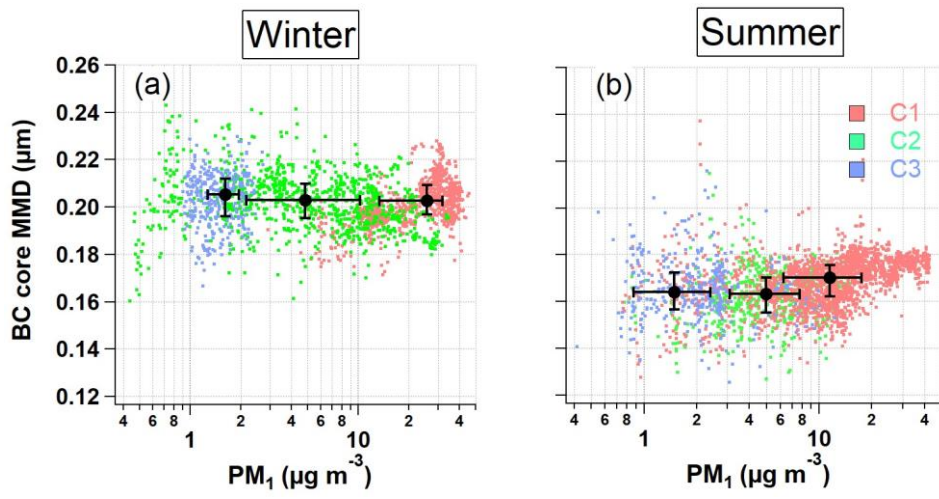 Winter
Summer
(a)
(b)
0.26
0.24
0.22
0.20
0.18
0.16
0.14
0.12
BC core MMD (μm)
C1
C2
C3
4 6 8 2 4 6 8 2 4
1 10
PM₁ (μg m⁻³)
4 6 8 2 4 6 8 2 4
1 10
PM₁ (μg m⁻³)